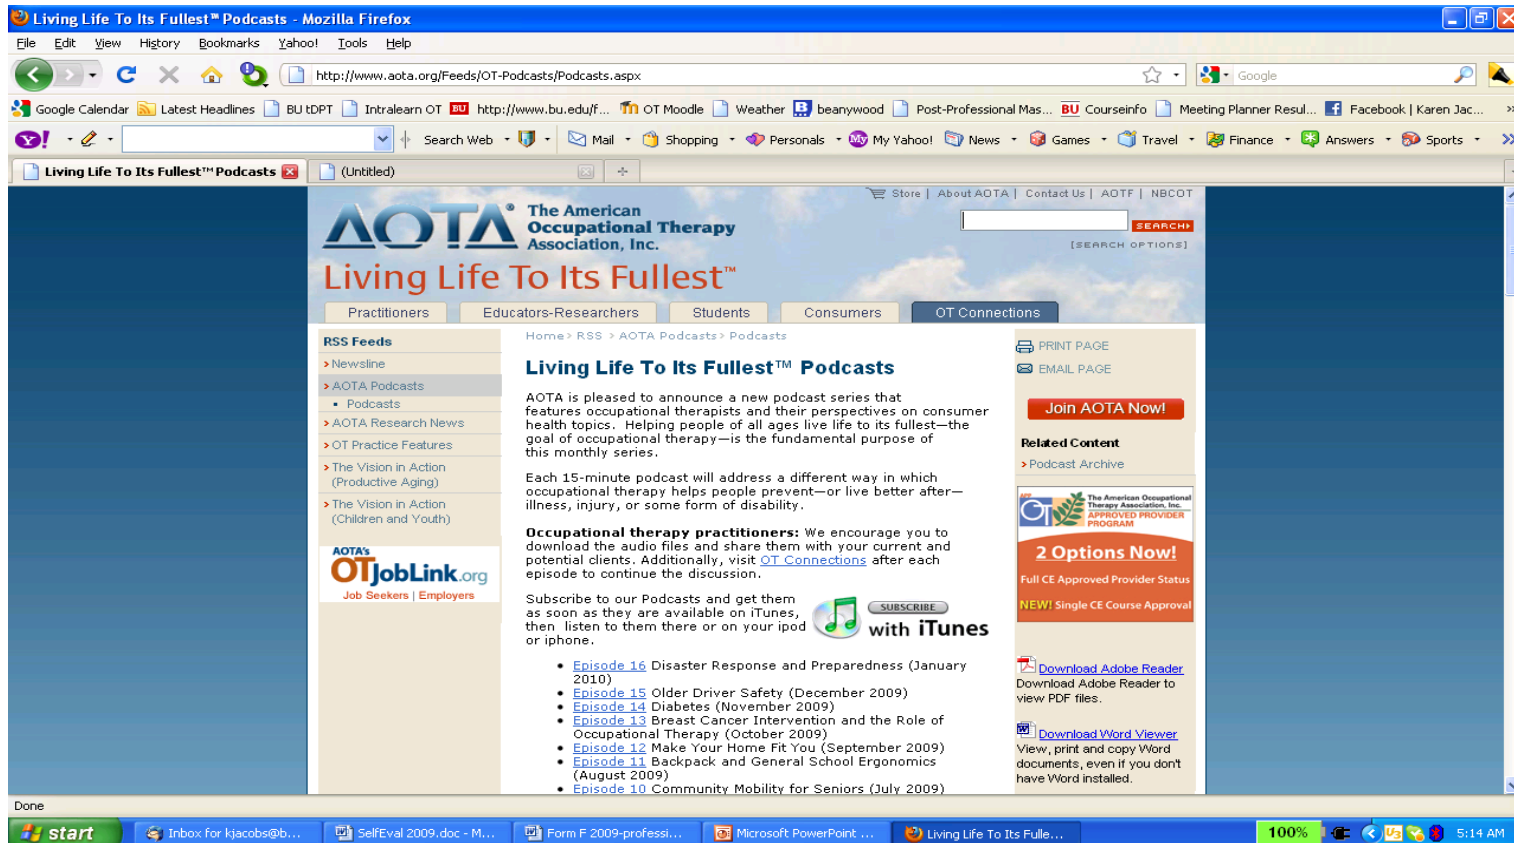 Living Life To Its Fullest™ Podcasts - Mozilla Firefox
File Edit View History Bookmarks Yahoo! Tools Help
http://www.aota.org/Feeds/OT-Podcasts/Podcasts.aspx
Google
Google Calendar Latest Headlines BU tDPT Intralearn OT BU http://www.bu.edu/f... OT Moodle Weather beanywood Post-Professional Mas... BU Courseinfo Meeting Planner Resul... Facebook | Karen Jac...
Y! Search Web Mail Shopping Personals My Yahoo! News Games Travel Finance Answers Sports
Living Life To Its Fullest™ Podcasts (Untitled)
Store | About AOTA | Contact Us | AOTF | NBCOT
AOTA® The American
Occupational Therapy
Association, Inc.
SEARCH
[SEARCH OPTIONS]
Living Life To Its Fullest™
Practitioners Educators-Researchers Students Consumers OT Connections
RSS Feeds
Newsline
AOTA Podcasts
Podcasts
AOTA Research News
OT Practice Features
The Vision in Action
(Productive Aging)
The Vision in Action
(Children and Youth)
AOTA's
OTJobLink.org
Job Seekers | Employers
Home > RSS > AOTA Podcasts > Podcasts
Living Life To Its Fullest™ Podcasts
AOTA is pleased to announce a new podcast series that
features occupational therapists and their perspectives on consumer
health topics. Helping people of all ages live life to its fullest—the
goal of occupational therapy—is the fundamental purpose of
this monthly series.
Each 15-minute podcast will address a different way in which
occupational therapy helps people prevent—or live better after—
illness, injury, or some form of disability.
Occupational therapy practitioners: We encourage you to
download the audio files and share them with your current and
potential clients. Additionally, visit OT Connections after each
episode to continue the discussion.
Subscribe to our Podcasts and get them
as soon as they are available on iTunes,
then listen to them there or on your ipod
or iphone.
SUBSCRIBE
with iTunes
• Episode 16 Disaster Response and Preparedness (January
2010)
• Episode 15 Older Driver Safety (December 2009)
• Episode 14 Diabetes (November 2009)
• Episode 13 Breast Cancer Intervention and the Role of
Occupational Therapy (October 2009)
• Episode 12 Make Your Home Fit You (September 2009)
• Episode 11 Backpack and General School Ergonomics
(August 2009)
• Episode 10 Community Mobility for Seniors (July 2009)
PRINT PAGE
EMAIL PAGE
Join AOTA Now!
Related Content
Podcast Archive
APP
OT
The American Occupational
Therapy Association, Inc.
APPROVED PROVIDER
PROGRAM
2 Options Now!
Full CE Approved Provider Status
NEW! Single CE Course Approval
Download Adobe Reader
Download Adobe Reader to
view PDF files.
Download Word Viewer
View, print and copy Word
documents, even if you don't
have Word installed.
Done
start Inbox for kjacobs@b... SelfEval 2009.doc - M... Form F 2009-professi... Microsoft PowerPoint ... Living Life To Its Fulle... 100% 5:14 AM